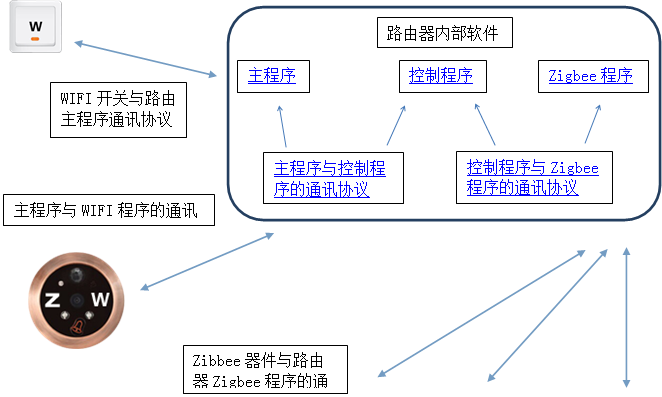 W
路由器内部软件
主程序
控制程序
Zigbee 程序
WIFI 开关与路由
主程序通讯协议
主程序与控制程
序的通讯协议
控制程序与 Zigbee
程序的通讯协议
主程序与 WIFI 程序的通讯
Z W
Zibbee 器件与路由
器 Zigbee 程序的通